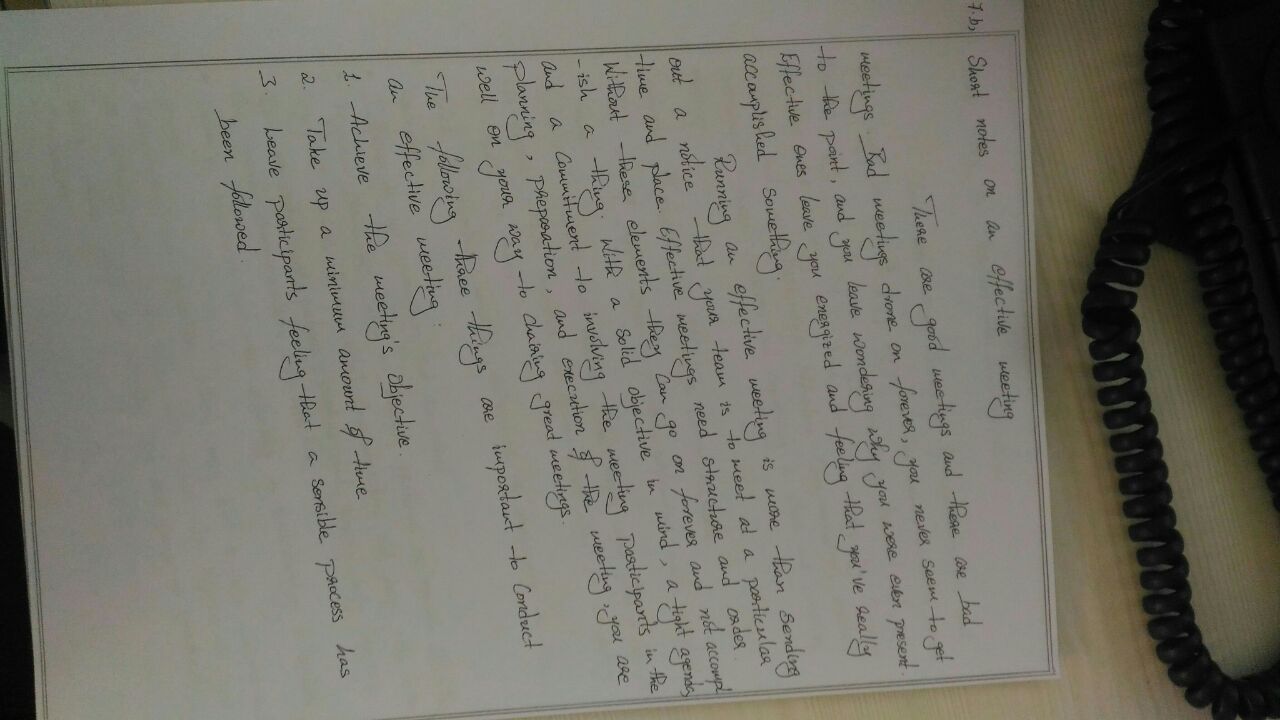 7.b, Short notes on an effective meeting
There are good meetings and there are bad
meetings. Bad meetings drone on forever, you never seem to get
to the point, and you leave wondering why you were even present.
Effective ones leave you energized and feeling that you've really
accomplished something.
Running an effective meeting is more than sending
out a notice that your team is to meet at a particular
time and place. Effective meetings need structure and order.
Without these elements they can go on forever and not accompl
-ish a thing. With a solid objective in mind, a tight agenda,
and a commitment to involving the meeting participants in the
planning, preparation, and execution of the meeting, you are
well on your way to chairing great meetings.
The following three things are important to conduct
an effective meeting.
1. Achieve the meeting's objective.
2. Take up a minimum amount of time
3. Leave participants feeling that a sensible process has
been followed.